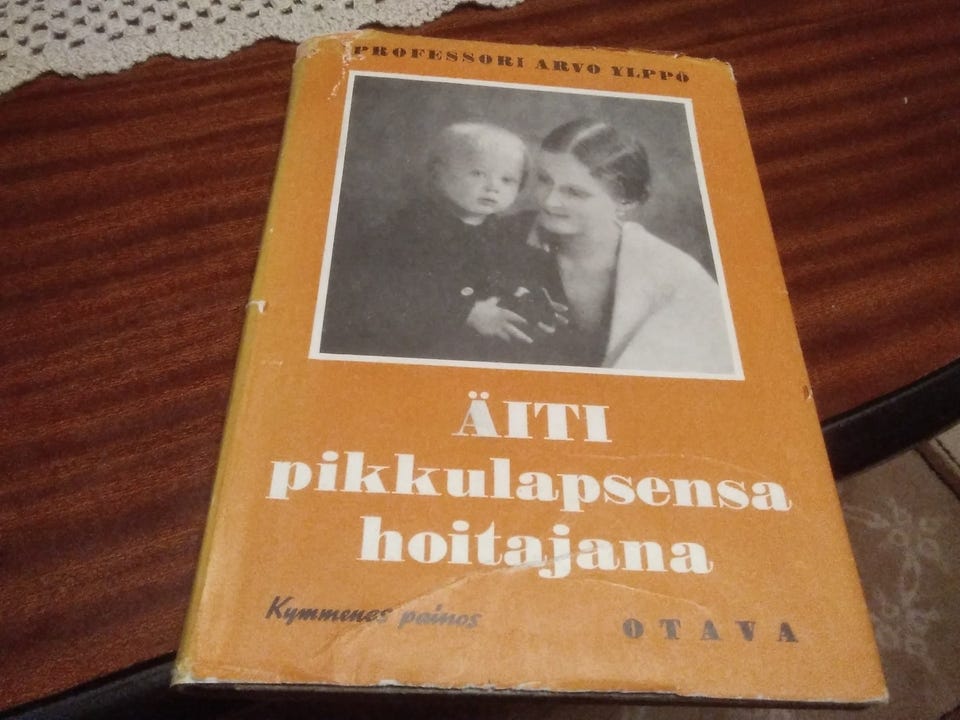 PROFESSORI ARVO YLPPÖ
ÄITI
pikkulapsensa
hoitajana
Kymmenes painos
OTAVA